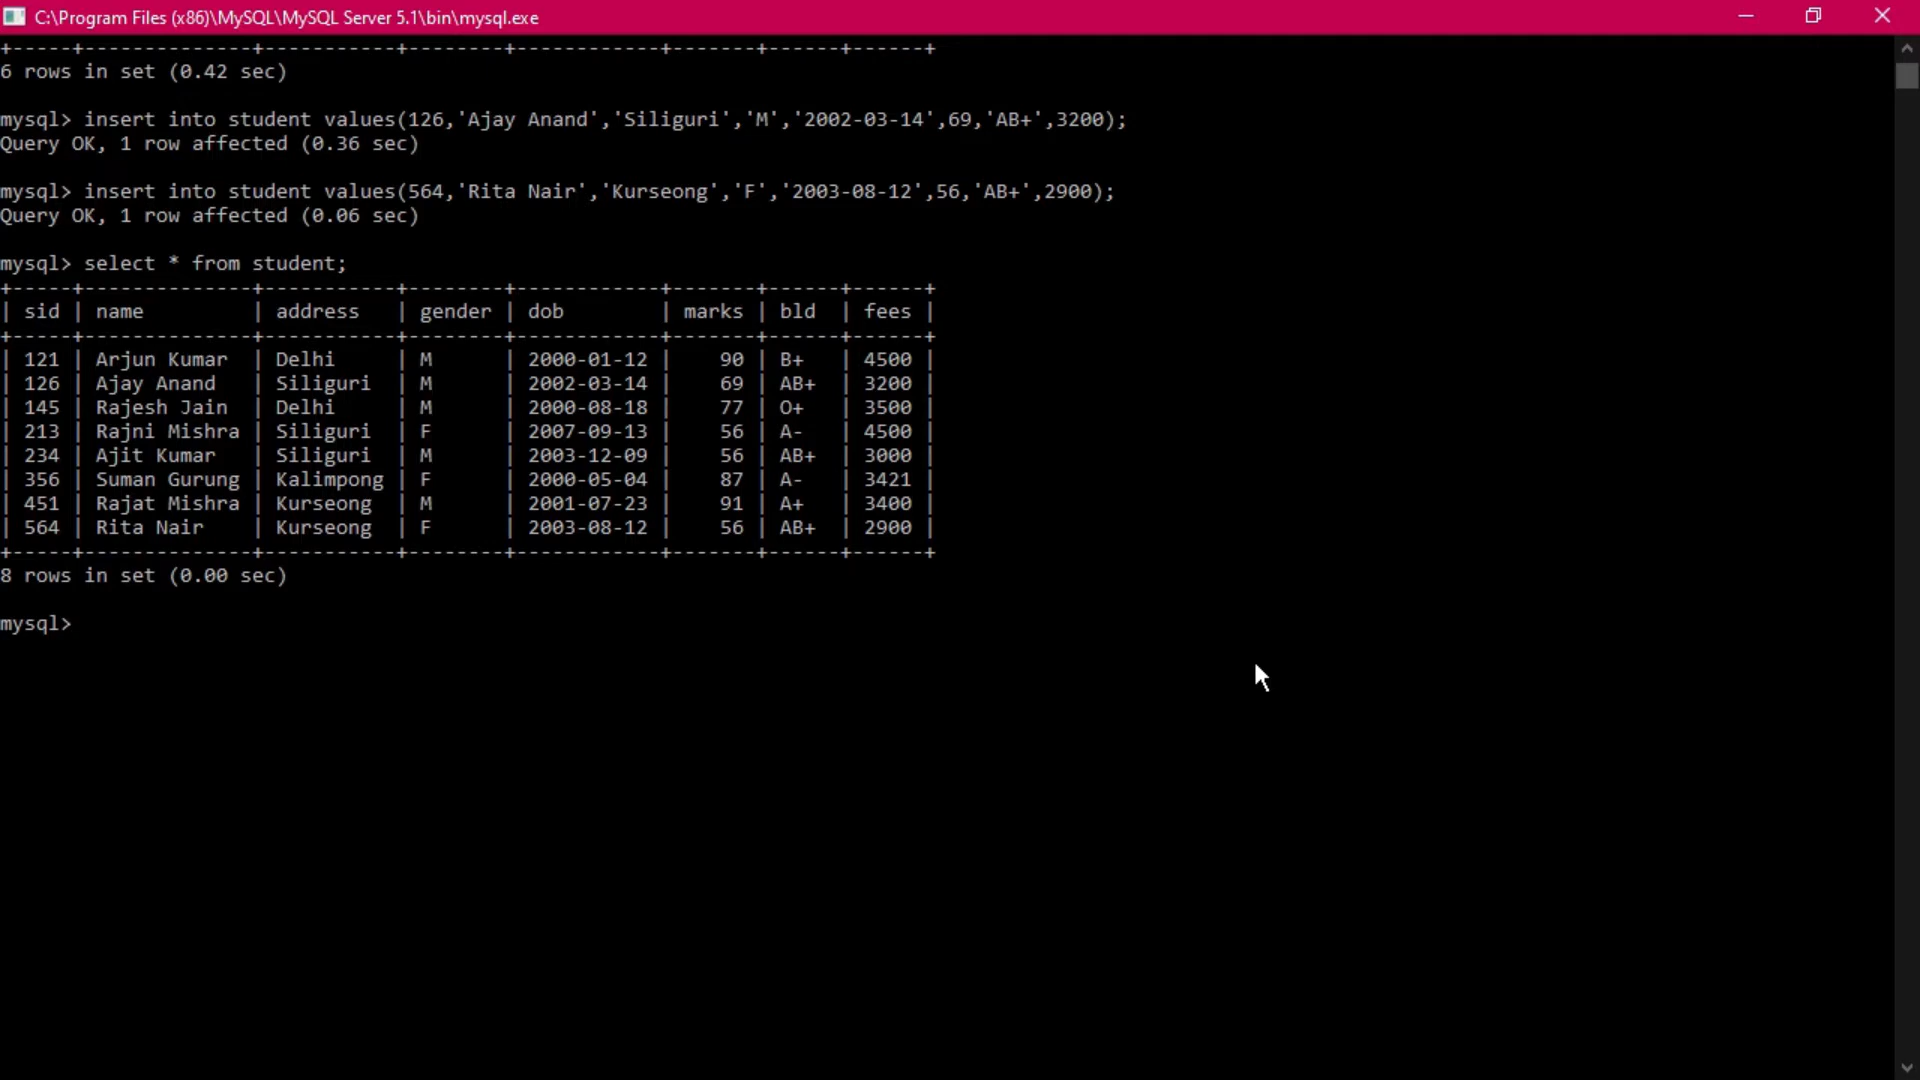 C:\Program Files (x86)\MySQL\MySQL Server 5.1\bin\mysql.exe
+-----+--------------+-----------+--------+------------+-------+------+------+
6 rows in set (0.42 sec)
mysql> insert into student values(126,'Ajay Anand','Siliguri','M','2002-03-14',69,'AB+',3200);
Query OK, 1 row affected (0.36 sec)
mysql> insert into student values(564,'Rita Nair','Kurseong','F','2003-08-12',56,'AB+',2900);
Query OK, 1 row affected (0.06 sec)
mysql> select * from student;
+-----+--------------+-----------+--------+------------+-------+------+------+
| sid | name         | address   | gender | dob        | marks | bld  | fees |
+-----+--------------+-----------+--------+------------+-------+------+------+
| 121 | Arjun Kumar  | Delhi     | M      | 2000-01-12 |    90 | B+   | 4500 |
| 126 | Ajay Anand   | Siliguri  | M      | 2002-03-14 |    69 | AB+  | 3200 |
| 145 | Rajesh Jain  | Delhi     | M      | 2000-08-18 |    77 | O+   | 3500 |
| 213 | Rajni Mishra | Siliguri  | F      | 2007-09-13 |    56 | A-   | 4500 |
| 234 | Ajit Kumar   | Siliguri  | M      | 2003-12-09 |    56 | AB+  | 3000 |
| 356 | Suman Gurung | Kalimpong | F      | 2000-05-04 |    87 | A-   | 3421 |
| 451 | Rajat Mishra | Kurseong  | M      | 2001-07-23 |    91 | A+   | 3400 |
| 564 | Rita Nair    | Kurseong  | F      | 2003-08-12 |    56 | AB+  | 2900 |
+-----+--------------+-----------+--------+------------+-------+------+------+
8 rows in set (0.00 sec)
mysql>